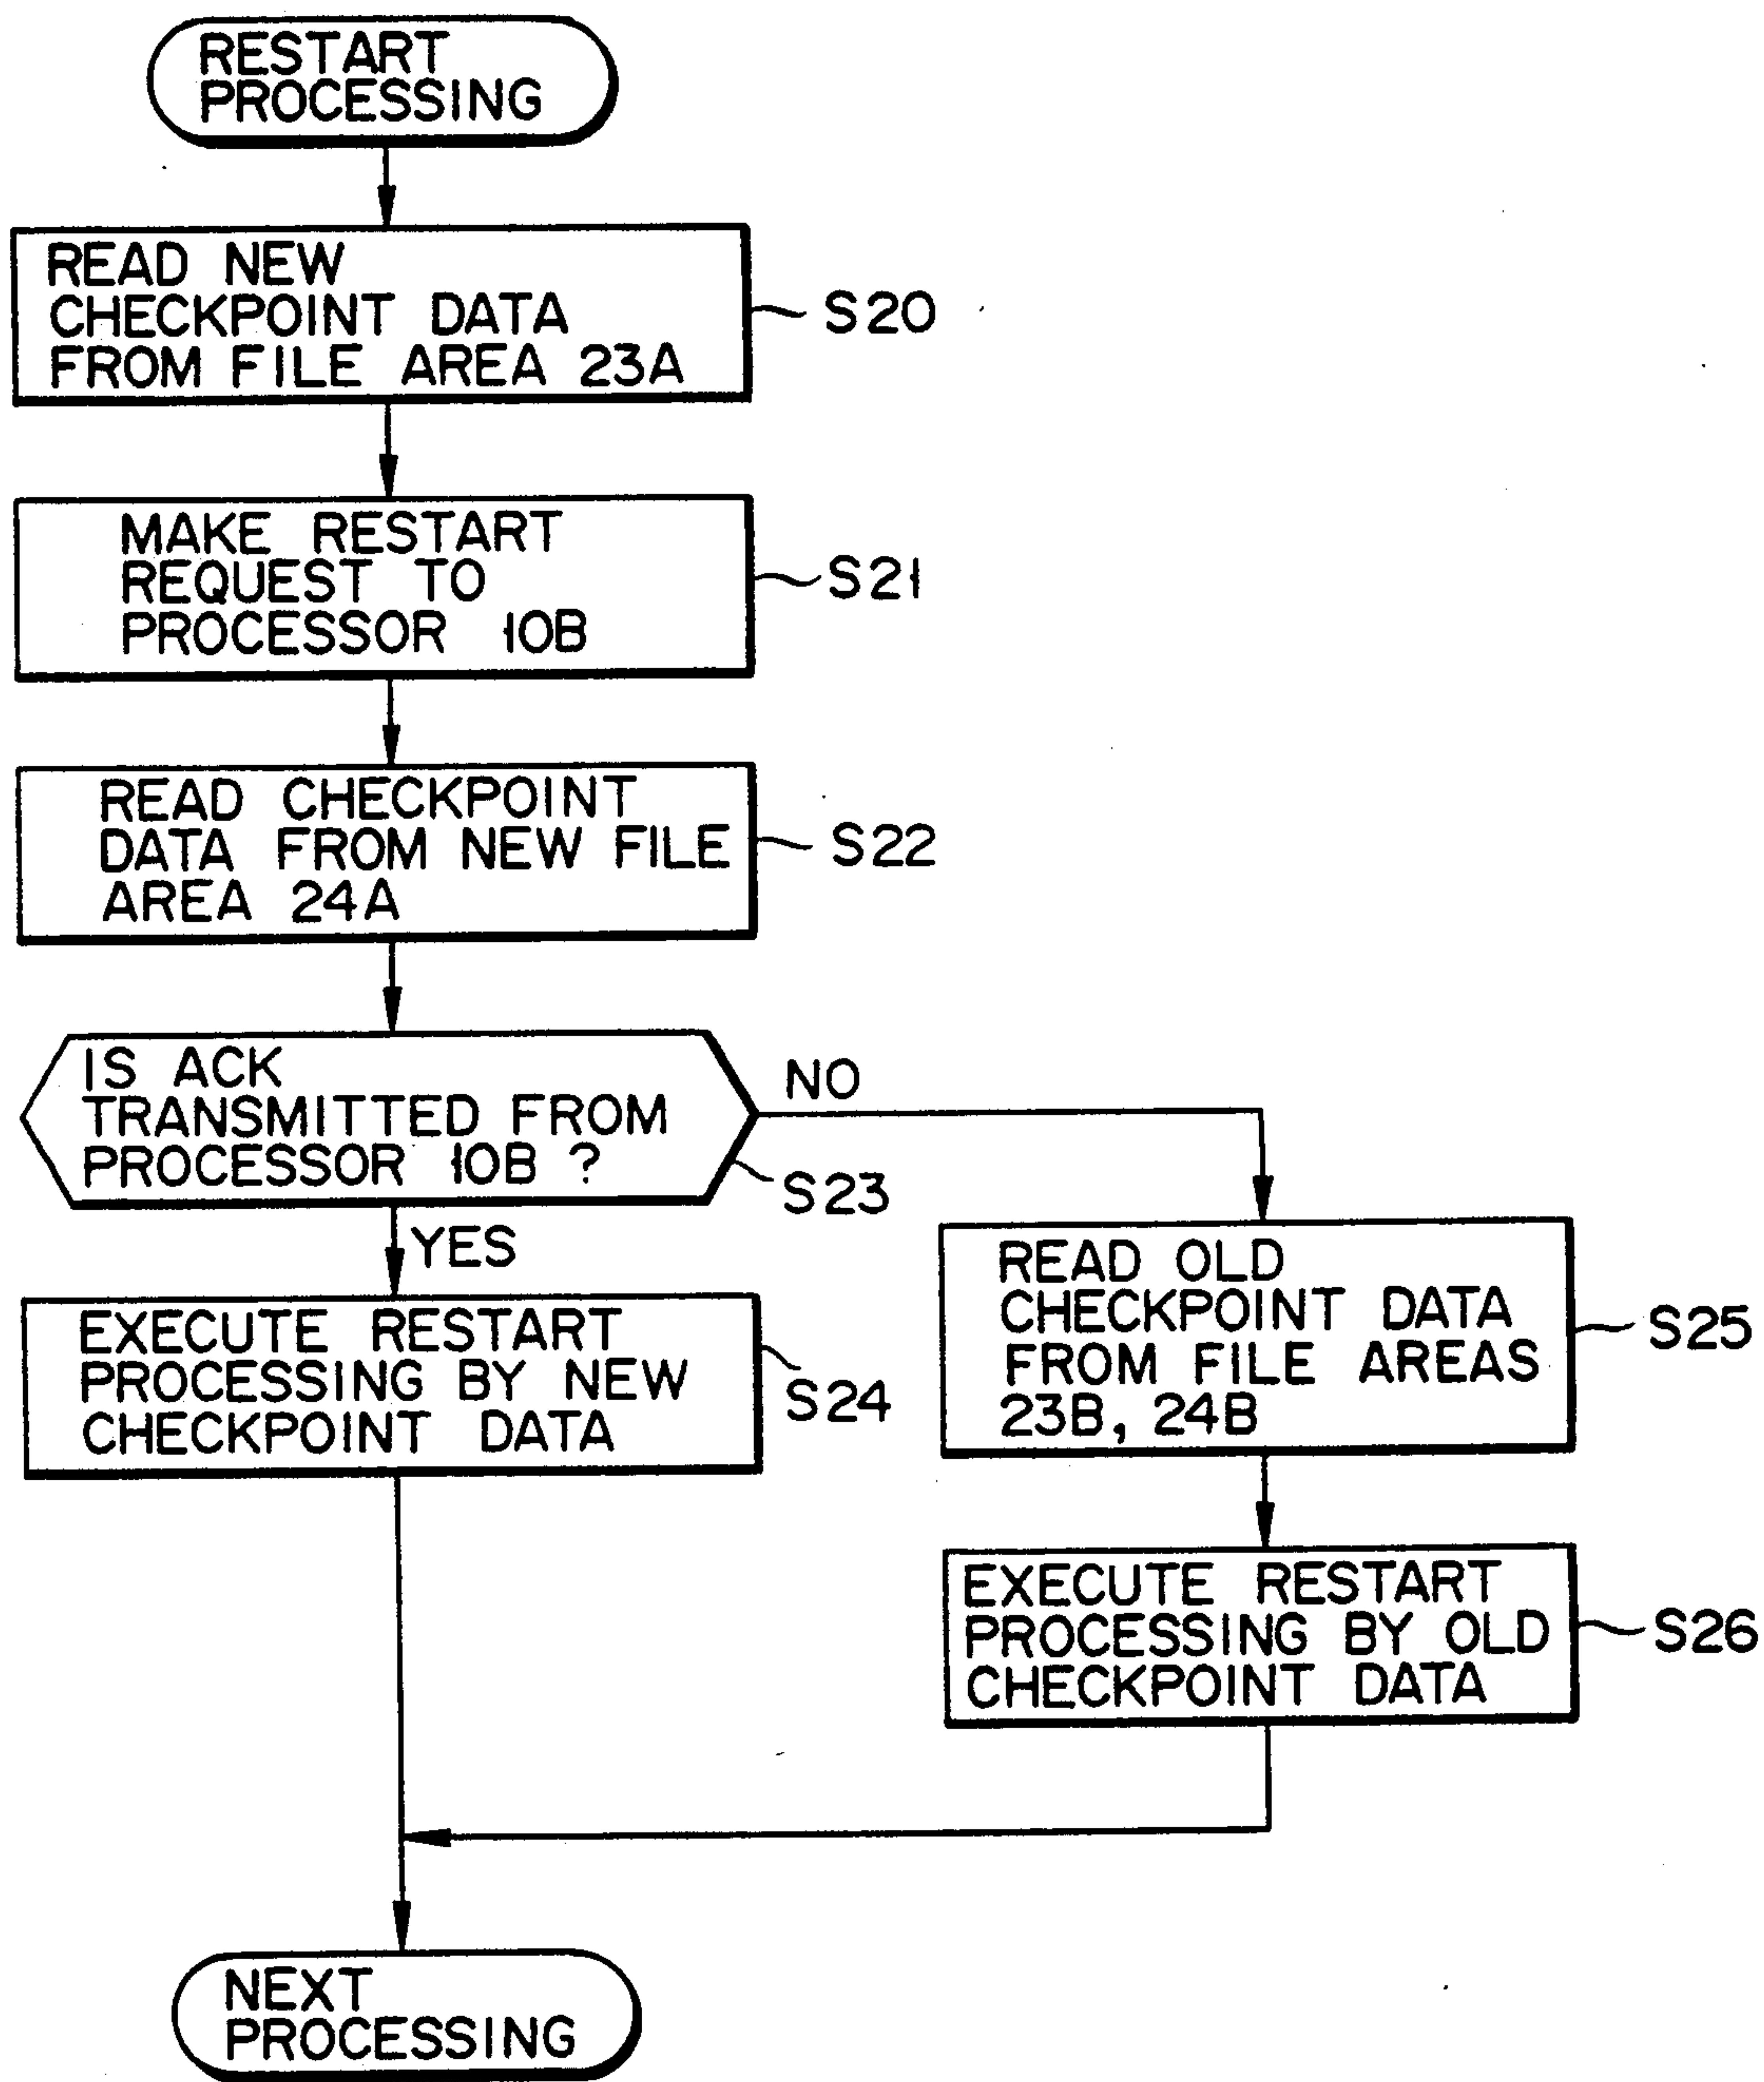 RESTART
PROCESSING
READ NEW
CHECKPOINT DATA
FROM FILE AREA 23A
S20
MAKE RESTART
REQUEST TO
PROCESSOR 10B
S21
READ CHECKPOINT
DATA FROM NEW FILE
AREA 24A
S22
IS ACK
TRANSMITTED FROM
PROCESSOR 10B ?
NO
S23
YES
EXECUTE RESTART
PROCESSING BY NEW
CHECKPOINT DATA
S24
READ OLD
CHECKPOINT DATA
FROM FILE AREAS
23B, 24B
S25
EXECUTE RESTART
PROCESSING BY OLD
CHECKPOINT DATA
S26
NEXT
PROCESSING